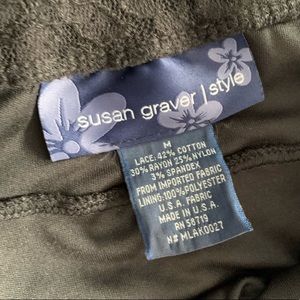 susan graver | style
M
LACE: 42% COTTON
30% RAYON 25% NYLON
3% SPANDEX
FROM IMPORTED FABRIC
LINING: 100% POLYESTER
U.S.A. FABRIC
MADE IN U.S.A.
RN 58719
N# MLAK0027